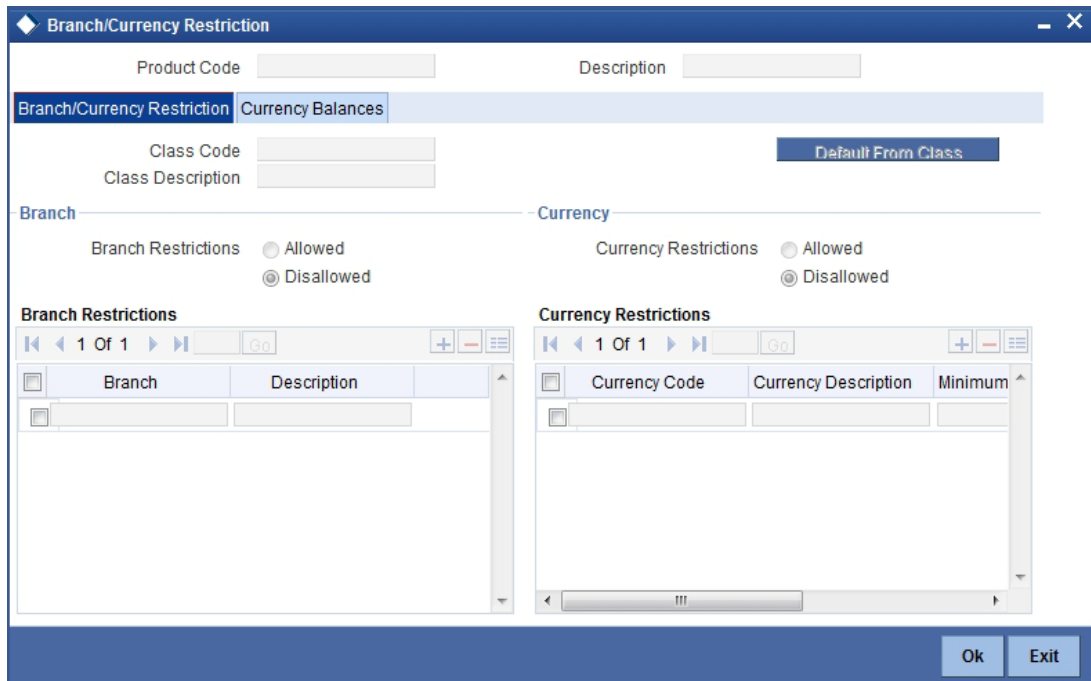 Branch/Currency Restriction
Product Code
Description
Branch/Currency Restriction
Currency Balances
Class Code
Default From Class
Class Description
Branch
Currency
Branch Restrictions
Allowed
Disallowed
Currency Restrictions
Allowed
Disallowed
Branch Restrictions
1 Of 1
Go
Branch
Description
Currency Restrictions
1 Of 1
Go
Currency Code
Currency Description
Minimum
Ok
Exit